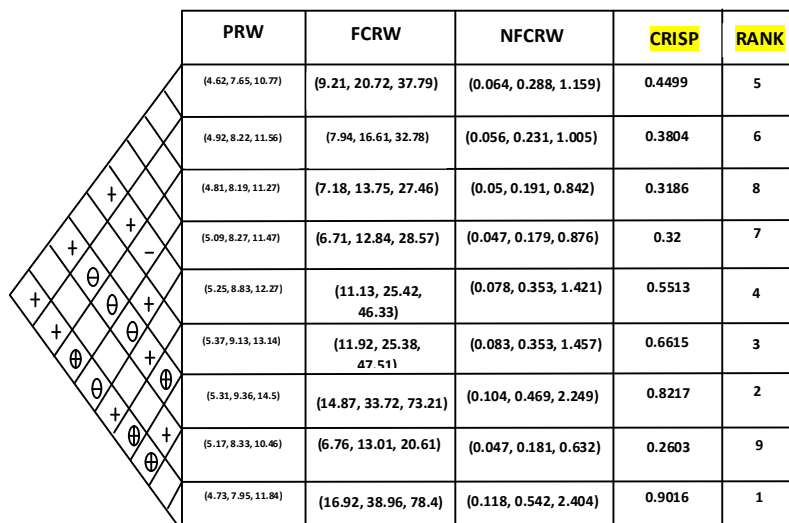 PRW FCRW NFCRW CRISP RANK
(4.62, 7.65, 10.77) (9.21, 20.72, 37.79) (0.064, 0.288, 1.159) 0.4499 5
(4.92, 8.22, 11.56) (7.94, 16.61, 32.78) (0.056, 0.231, 1.005) 0.3804 6
(4.81, 8.19, 11.27) (7.18, 13.75, 27.46) (0.05, 0.191, 0.842) 0.3186 8
(5.09, 8.27, 11.47) (6.71, 12.84, 28.57) (0.047, 0.179, 0.876) 0.32 7
(5.25, 8.83, 12.27) (11.13, 25.42, 46.33) (0.078, 0.353, 1.421) 0.5513 4
(5.37, 9.13, 13.14) (11.92, 25.38, 47.51) (0.083, 0.353, 1.457) 0.6615 3
(5.31, 9.36, 14.5) (14.87, 33.72, 73.21) (0.104, 0.469, 2.249) 0.8217 2
(5.17, 8.33, 10.46) (6.76, 13.01, 20.61) (0.047, 0.181, 0.632) 0.2603 9
(4.73, 7.95, 11.84) (16.92, 38.96, 78.4) (0.118, 0.542, 2.404) 0.9016 1